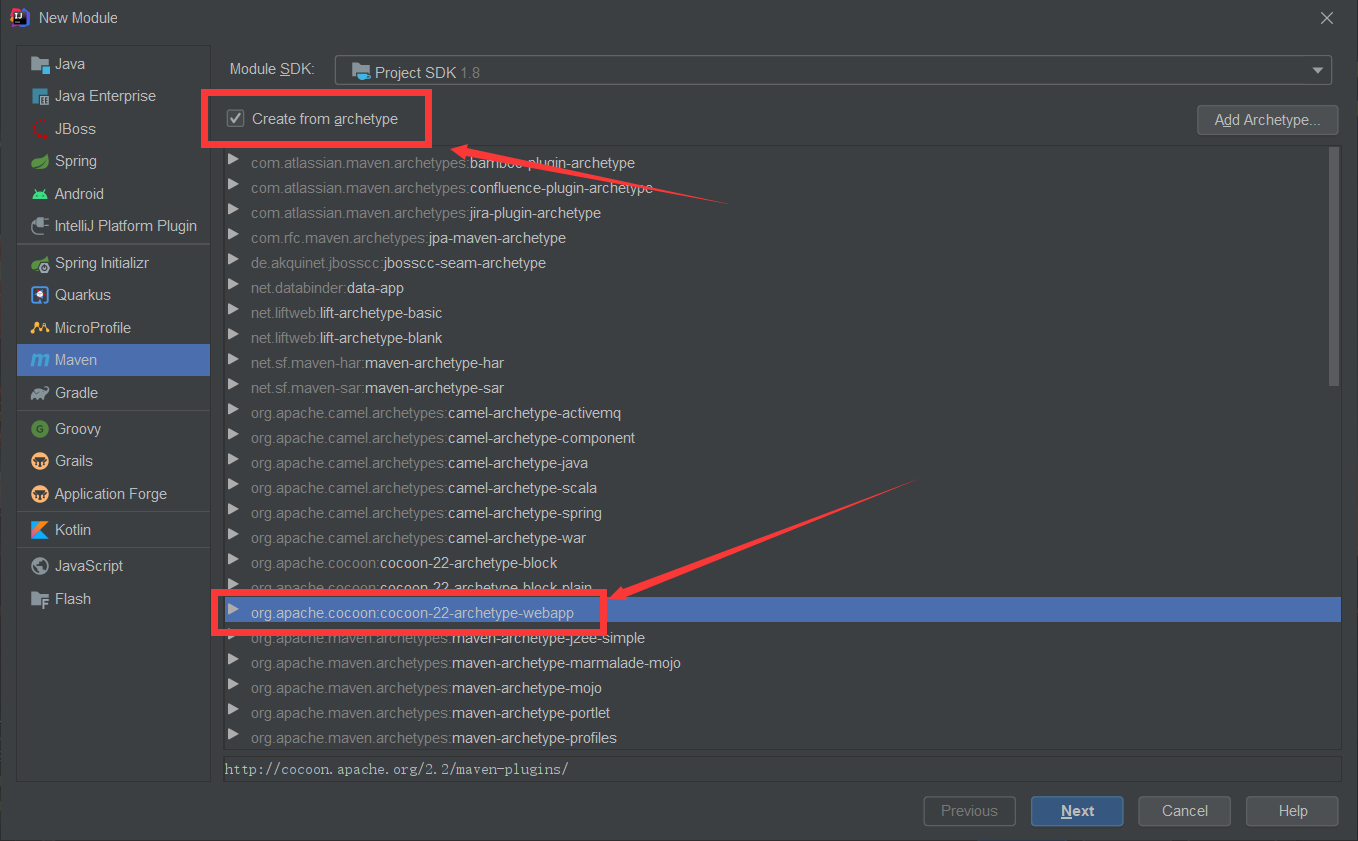 New Module
Java
Java Enterprise
JBoss
Spring
Android
IntelliJ Platform Plugin
Spring Initializr
Quarkus
MicroProfile
Maven
Gradle
Groovy
Grails
Application Forge
Kotlin
JavaScript
Flash
Module SDK: Project SDK 1.8
Create from archetype
Add Archetype...
com.atlassian.maven.archetypes:bamboo-plugin-archetype
com.atlassian.maven.archetypes:confluence-plugin-archetype
com.atlassian.maven.archetypes:jira-plugin-archetype
com.rfc.maven.archetypes:jpa-maven-archetype
de.akquinet.jbosscc:jbosscc-seam-archetype
net.databinder:data-app
net.liftweb:lift-archetype-basic
net.liftweb:lift-archetype-blank
net.sf.maven-har:maven-archetype-har
net.sf.maven-sar:maven-archetype-sar
org.apache.camel.archetypes:camel-archetype-activemq
org.apache.camel.archetypes:camel-archetype-component
org.apache.camel.archetypes:camel-archetype-java
org.apache.camel.archetypes:camel-archetype-scala
org.apache.camel.archetypes:camel-archetype-spring
org.apache.camel.archetypes:camel-archetype-war
org.apache.cocoon:cocoon-22-archetype-block
org.apache.cocoon:cocoon-22-archetype-block-plain
org.apache.cocoon:cocoon-22-archetype-webapp
org.apache.maven.archetypes:maven-archetype-j2ee-simple
org.apache.maven.archetypes:maven-archetype-marmalade-mojo
org.apache.maven.archetypes:maven-archetype-mojo
org.apache.maven.archetypes:maven-archetype-portlet
org.apache.maven.archetypes:maven-archetype-profiles
http://cocoon.apache.org/2.2/maven-plugins/
Previous
Next
Cancel
Help